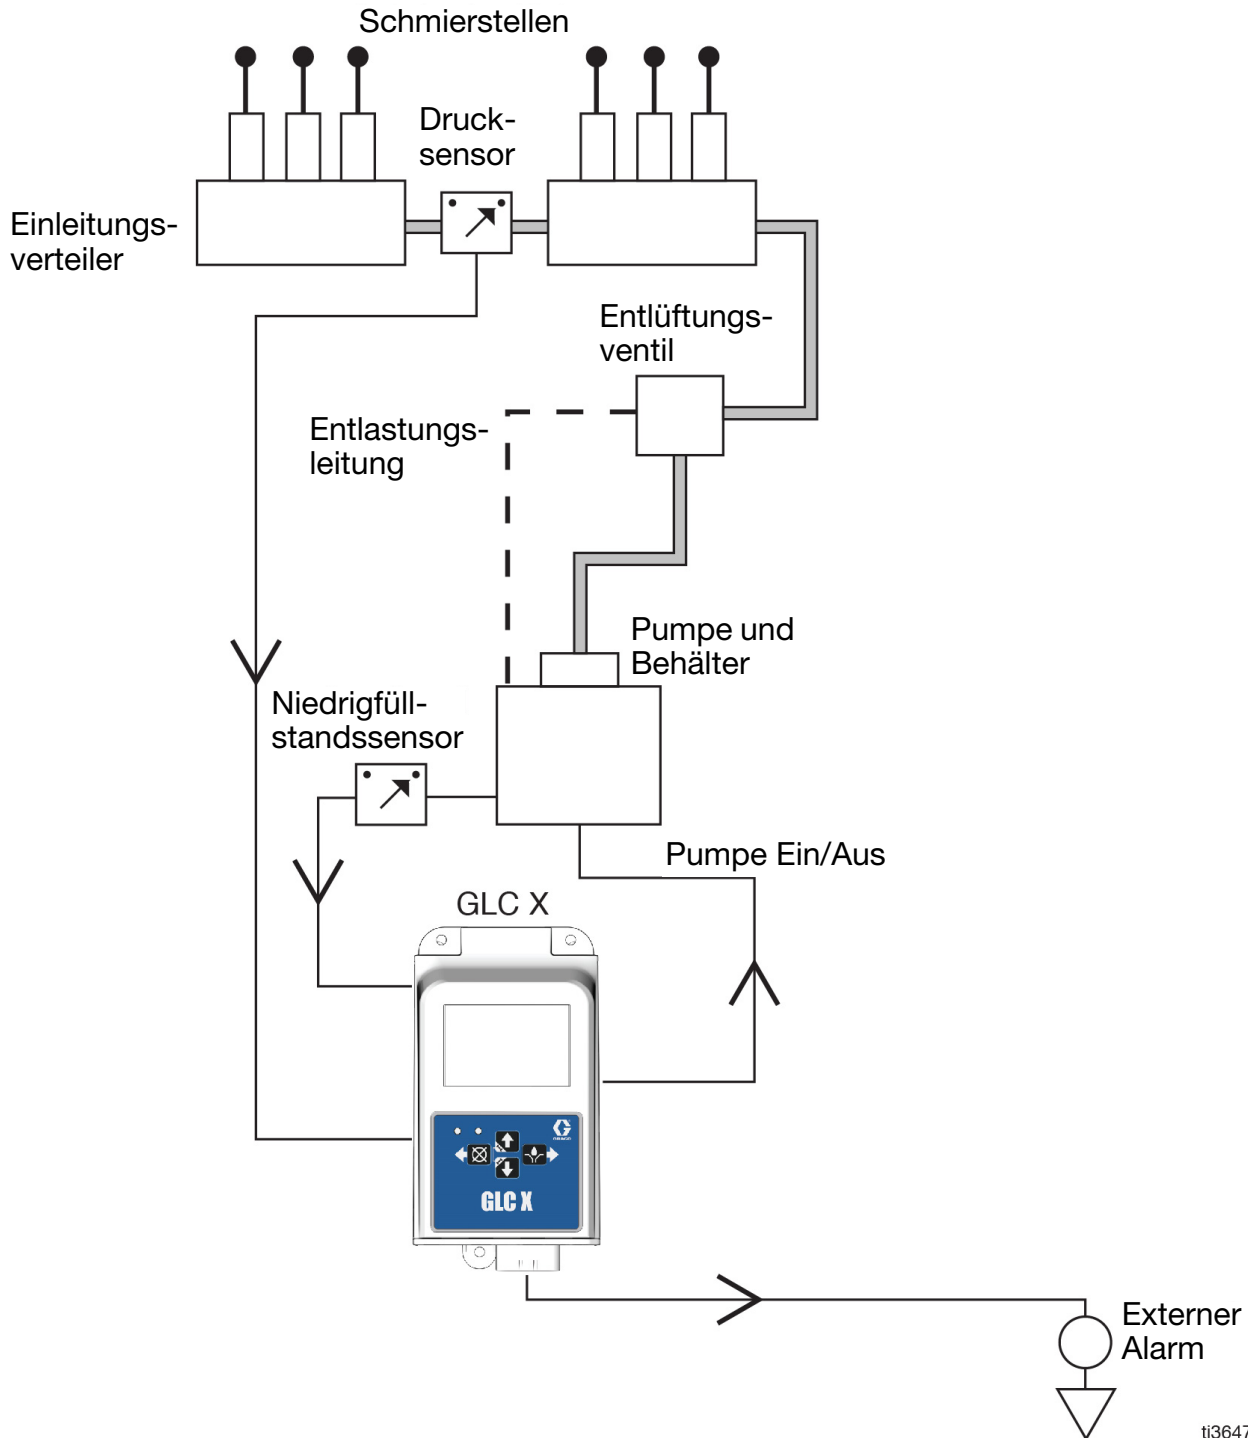 Schmierstellen
Druck-
sensor
Einleitungs-
verteiler
Entlüftungs-
ventil
Entlastungs-
leitung
Pumpe und
Behälter
Niedrigfüll-
standssensor
Pumpe Ein/Aus
GLC X
GLC X
Externer
Alarm
ti3647